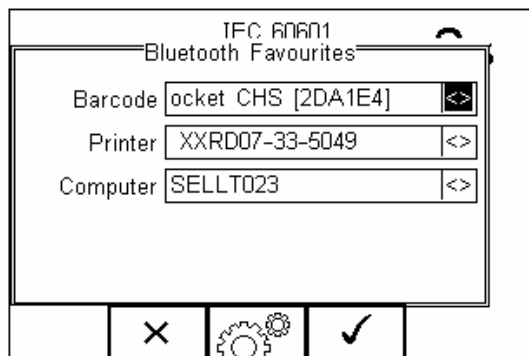 IEC 60601
Bluetooth Favourites
Barcode ocket CHS [2DA1E4] <>
Printer XXRD07-33-5049 <>
Computer SELLT023 <>